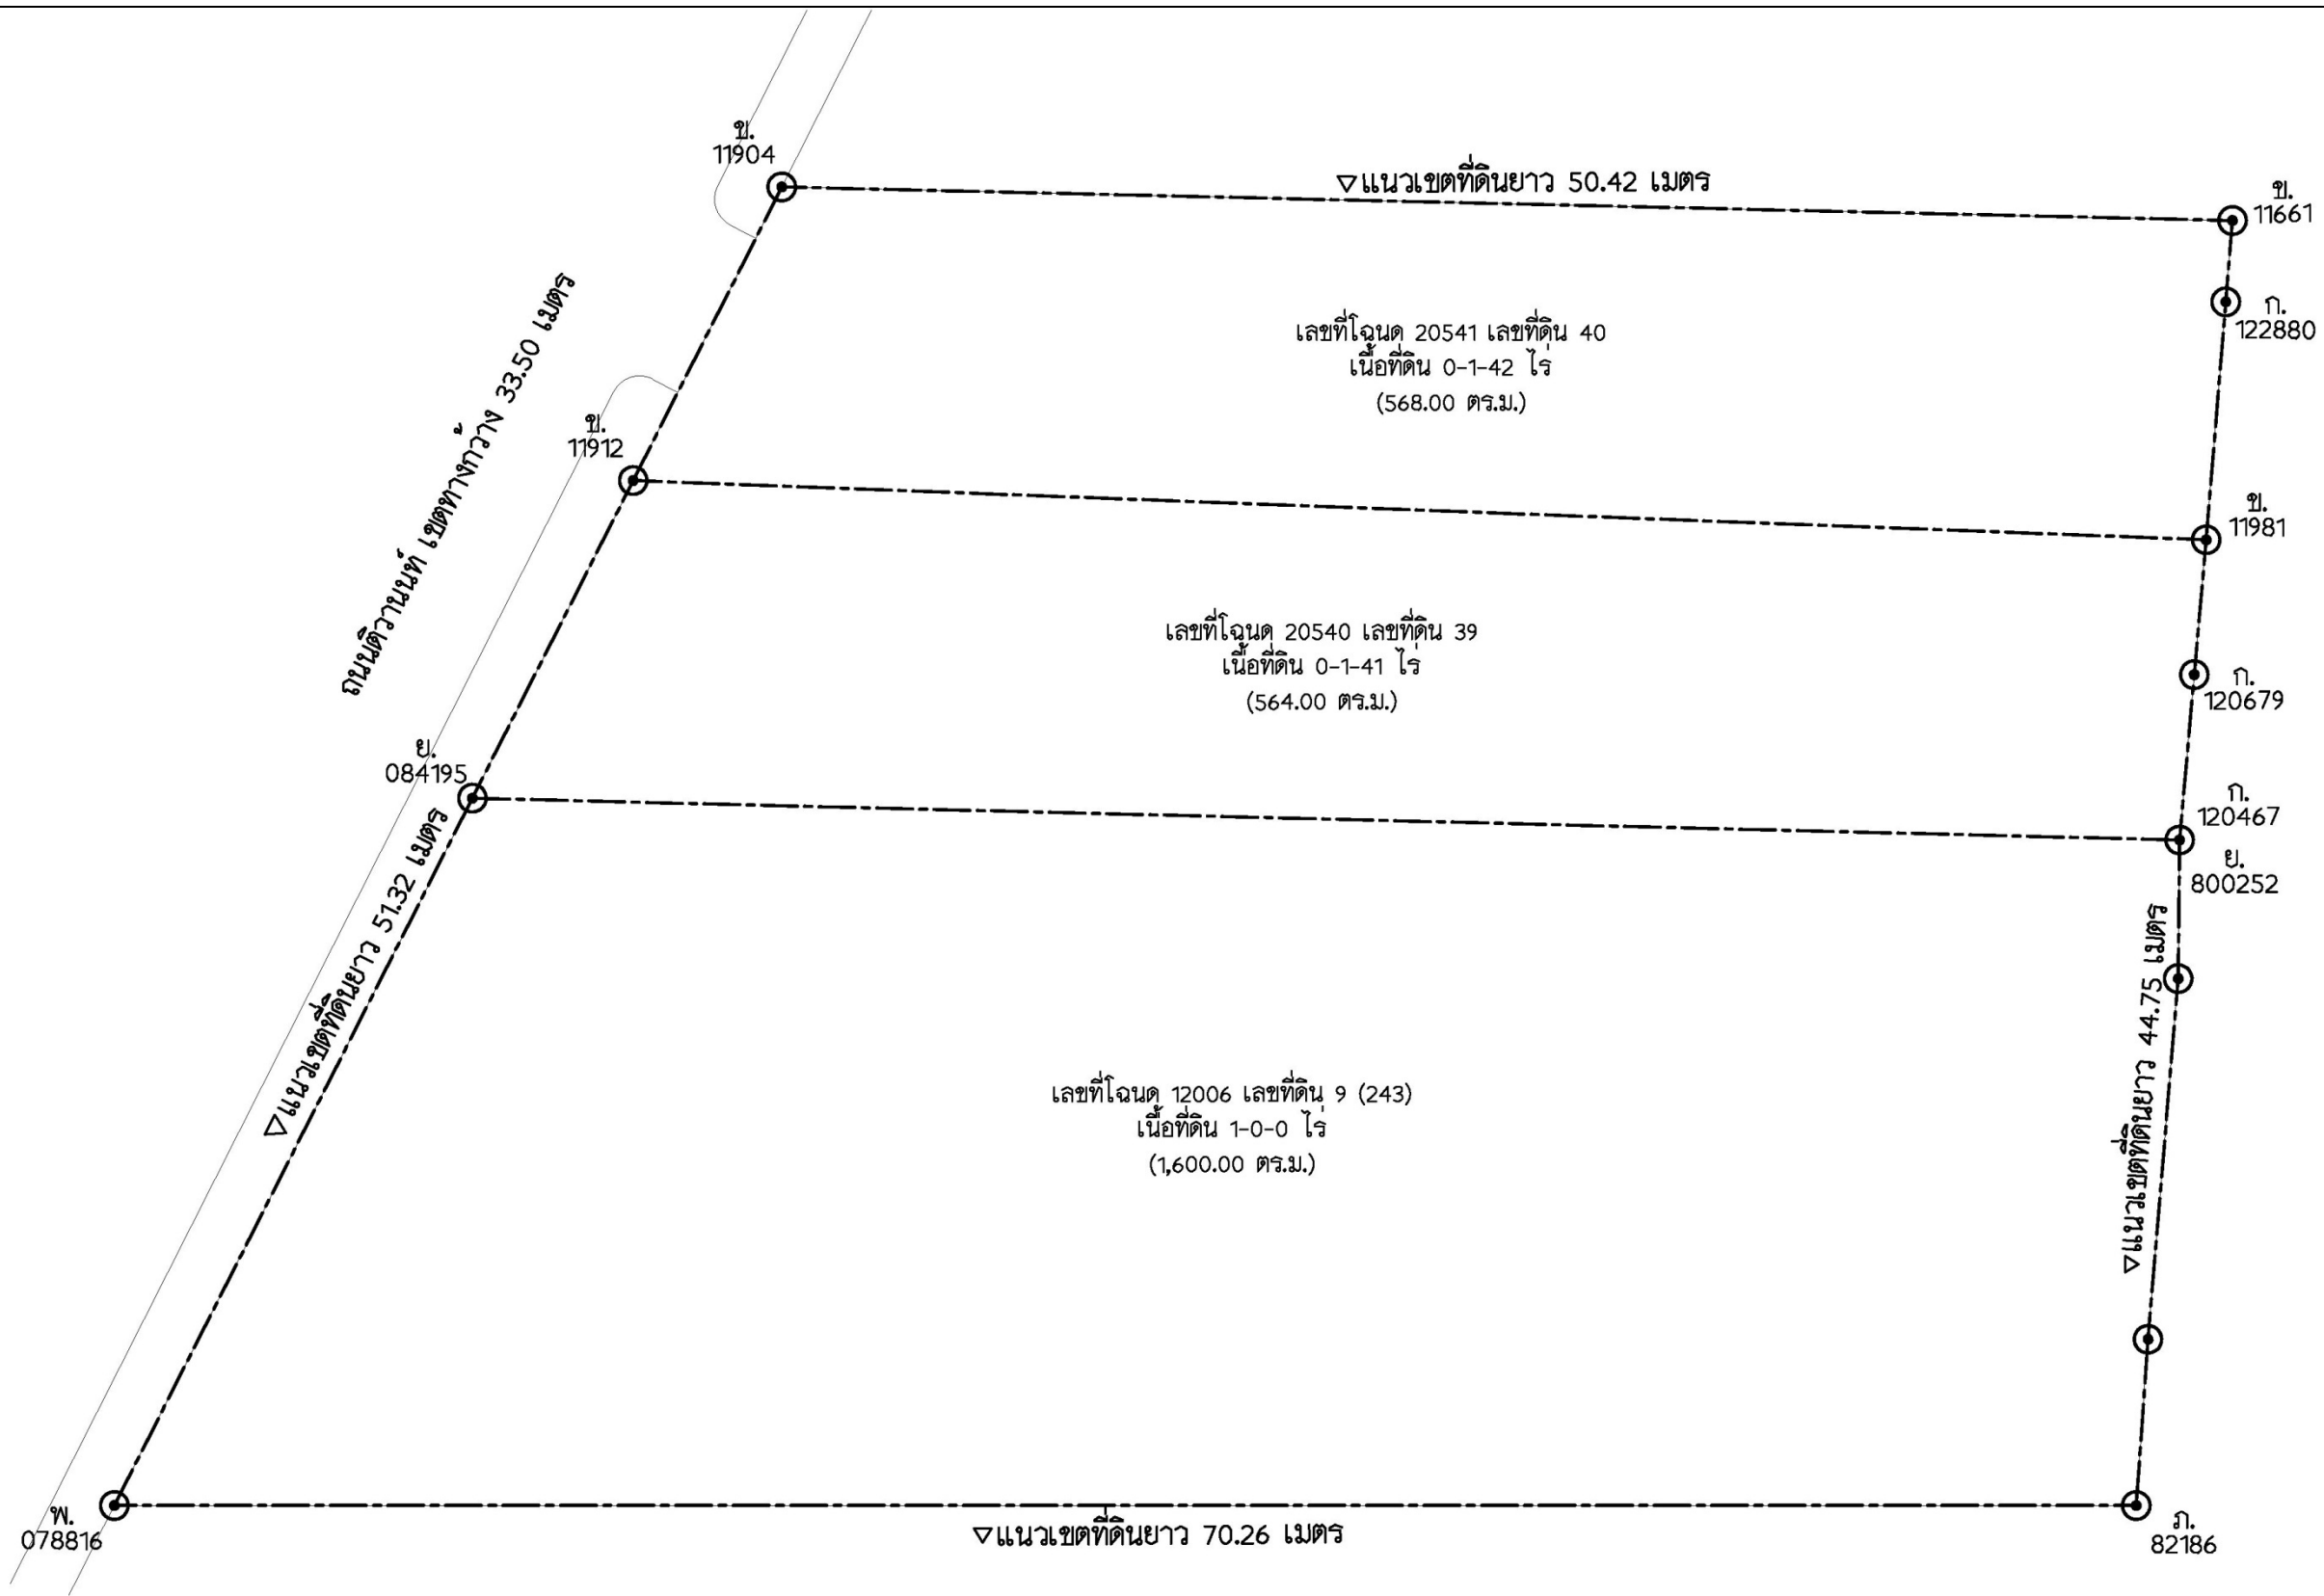 ข.
11904
▽แนวเขตที่ดินยาว 50.42 เมตร
ข.
11661
ก.
122880
เลขที่โฉนด 20541 เลขที่ดิน 40
เนื้อที่ดิน 0-1-42 ไร่
(568.00 ตร.ม.)
ถนนติวานนท์ เขตทางกว้าง 33.50 เมตร
ข.
11912
ข.
11981
เลขที่โฉนด 20540 เลขที่ดิน 39
เนื้อที่ดิน 0-1-41 ไร่
(564.00 ตร.ม.)
ก.
120679
ย.
084195
ก.
120467
ย.
800252
▽แนวเขตที่ดินยาว 51.32 เมตร
▽แนวเขตที่ดินยาว 44.75 เมตร
เลขที่โฉนด 12006 เลขที่ดิน 9 (243)
เนื้อที่ดิน 1-0-0 ไร่
(1,600.00 ตร.ม.)
พ.
078816
▽แนวเขตที่ดินยาว 70.26 เมตร
ภ.
82186